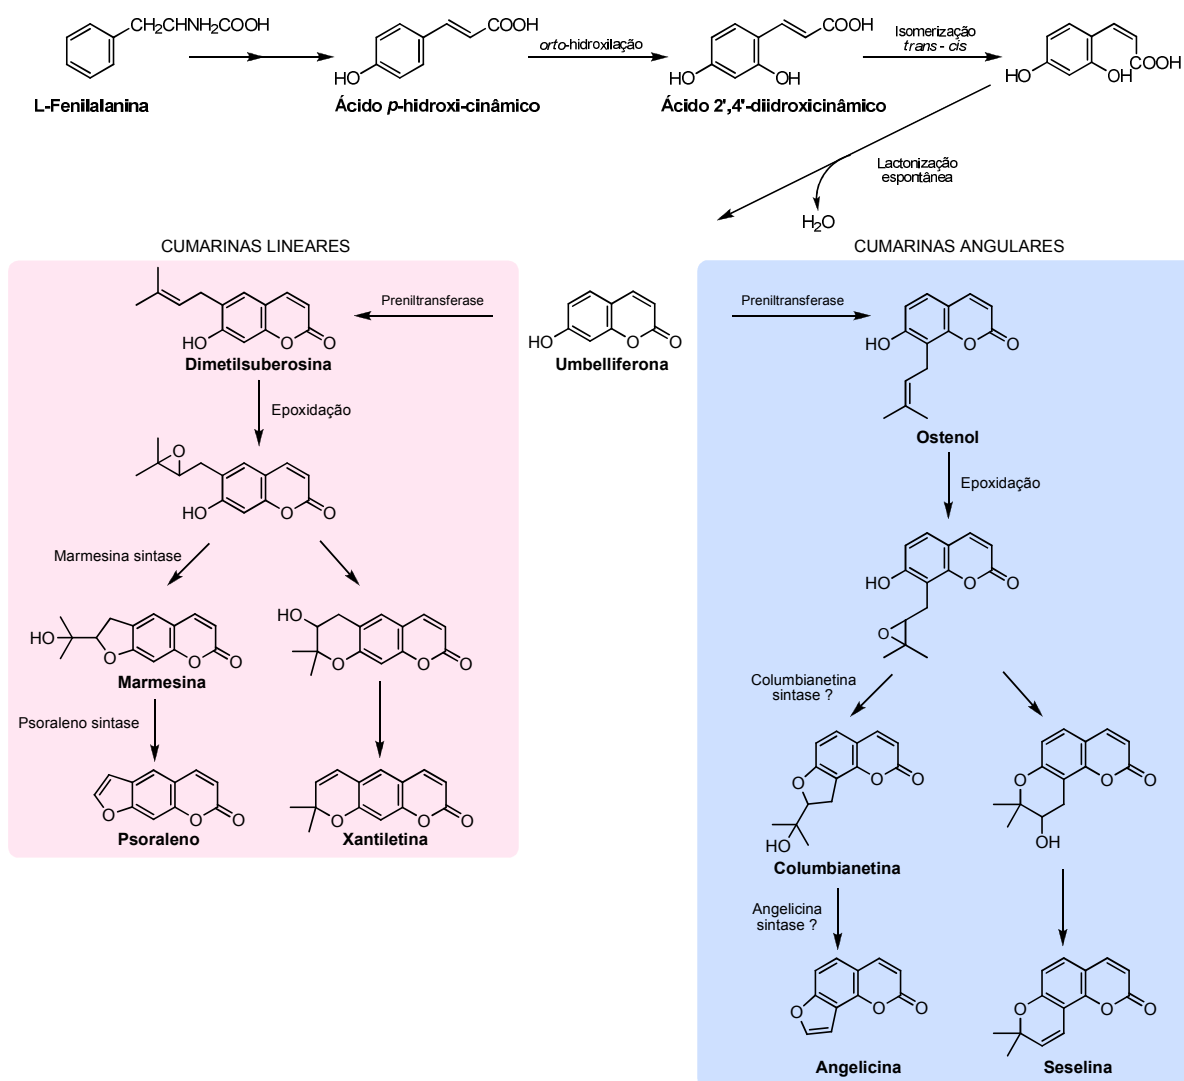 CH₂CHNH₂COOH
L-Fenilalanina
COOH
HO
Ácido p-hidroxi-cinâmico
orto-hidroxilação
COOH
HO
OH
Ácido 2',4'-diidroxicinâmico
Isomerização
trans - cis
HO
OH
COOH
Lactonização
espontânea
H₂O
CUMARINAS LINEARES
CUMARINAS ANGULARES
HO
O
O
Dimetilsuberosina
Preniltransferase
HO
O
O
Umbelliferona
Preniltransferase
HO
O
O
Ostenol
Epoxidação
O
HO
O
O
Epoxidação
HO
O
O
O
Marmesina sintase
HO
O
O
O
Marmesina
HO
O
O
O
Columbianetina
sintase ?
Psoraleno sintase
O
O
O
Psoraleno
O
O
O
Xantiletina
O
O
O
HO
Columbianetina
O
O
O
OH
Angelicina
sintase ?
O
O
O
Angelicina
O
O
O
Seselina